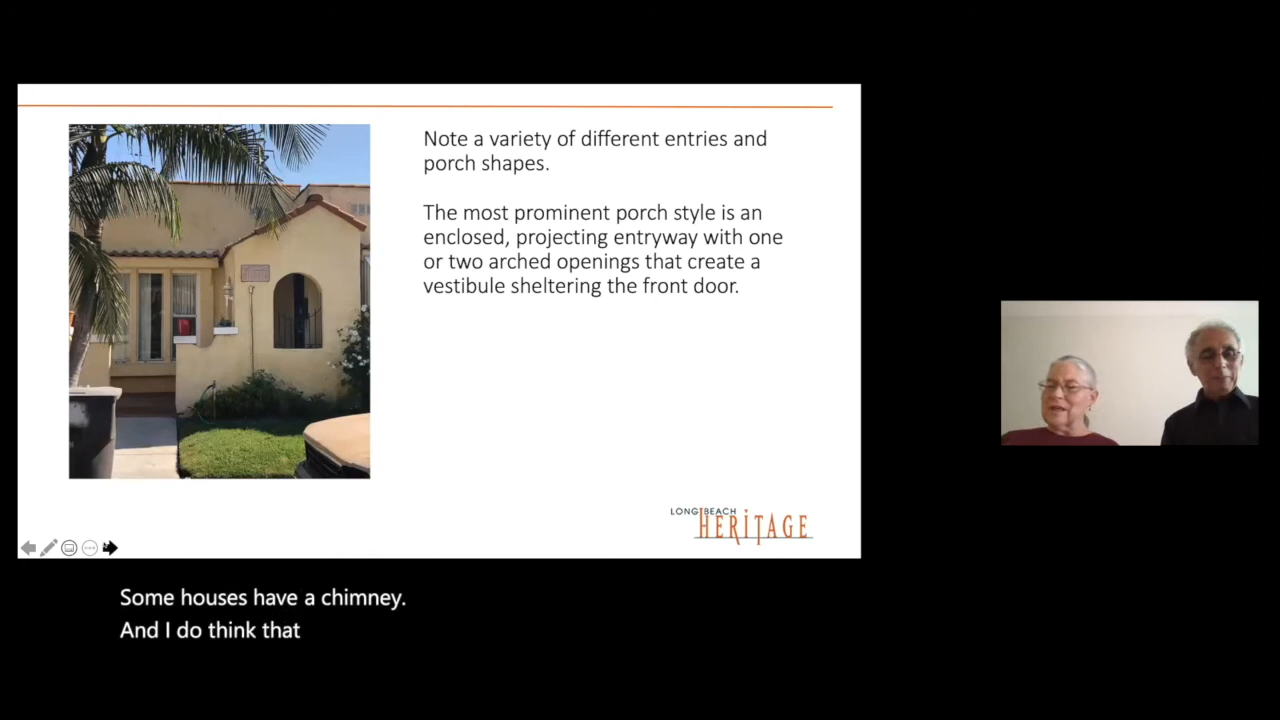 Note a variety of different entries and
porch shapes.
The most prominent porch style is an
enclosed, projecting entryway with one
or two arched openings that create a
vestibule sheltering the front door.
LONG BEACH
HERITAGE
Some houses have a chimney.
And I do think that